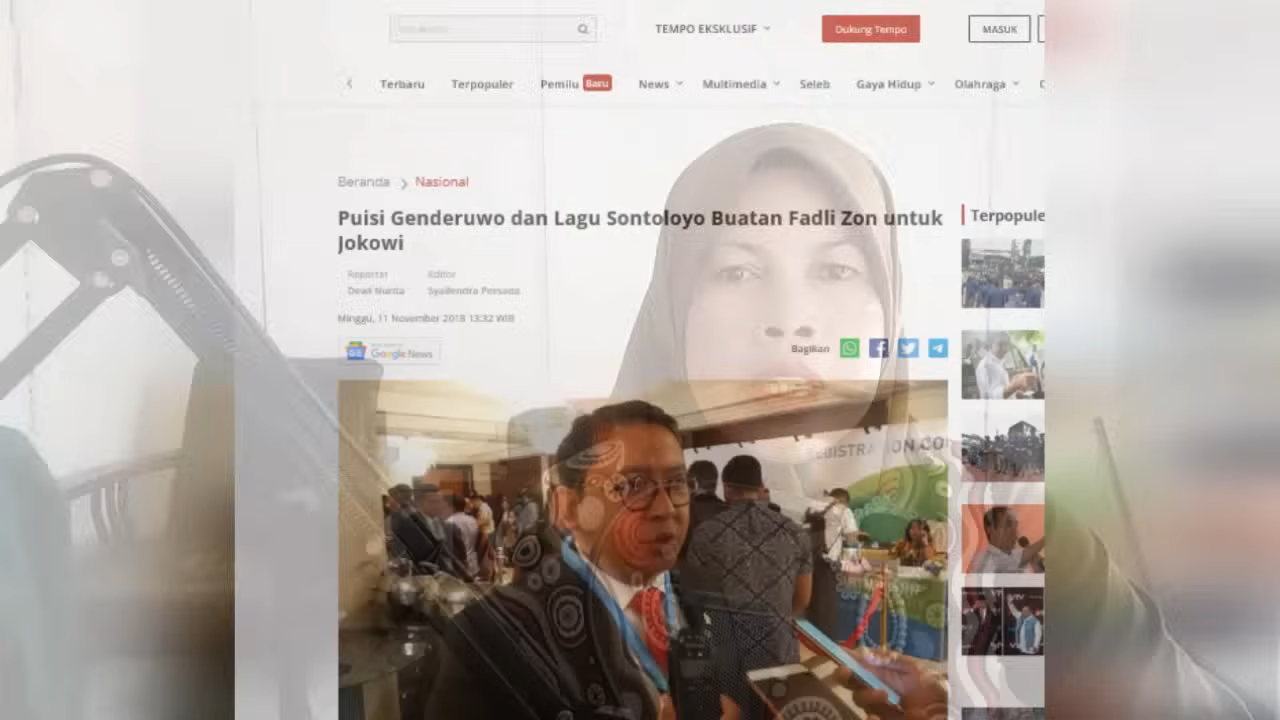 TEMPO EKSKLUSIF
Dukung Tempo
MASUK
Terbaru Terpopuler Pemilu Baru News Multimedia Seleb Gaya Hidup Olahraga
Beranda Nasional
Puisi Genderuwo dan Lagu Sontoloyo Buatan Fadli Zon untuk
Jokowi
Reporter Editor
Dewi Nurita Syailendra Persada
Minggu, 11 November 2018 13:32 WIB
Google News
Bagikan
Terpopule